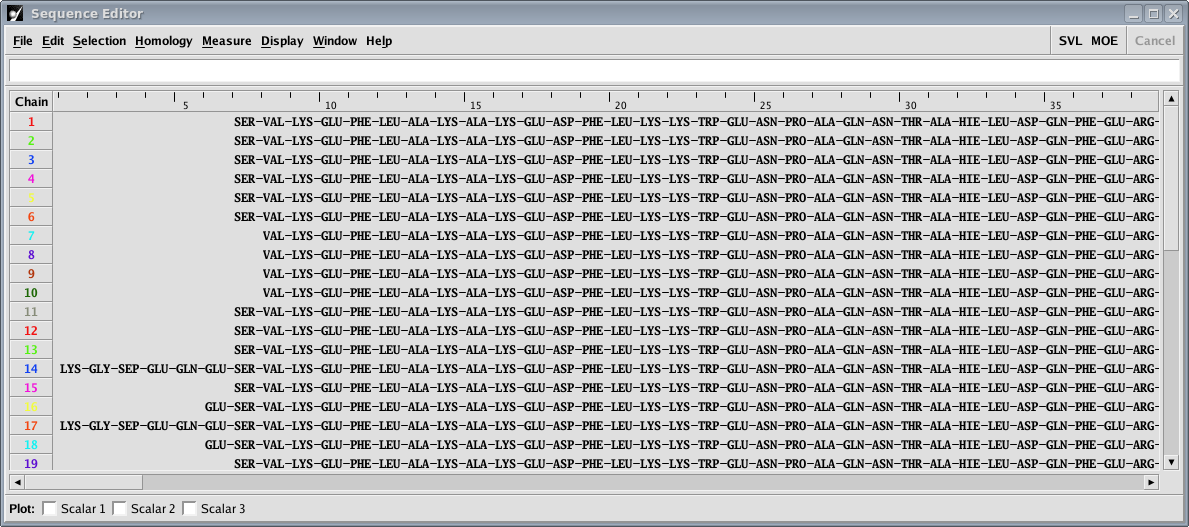 Sequence Editor
File Edit Selection Homology Measure Display Window Help SVL MOE Cancel
Chain 5 10 15 20 25 30 35
1 SER-VAL-LYS-GLU-PHE-LEU-ALA-LYS-ALA-LYS-GLU-ASP-PHE-LEU-LYS-LYS-TRP-GLU-ASN-PRO-ALA-GLN-ASN-THR-ALA-HIE-LEU-ASP-GLN-PHE-GLU-ARG-
2 SER-VAL-LYS-GLU-PHE-LEU-ALA-LYS-ALA-LYS-GLU-ASP-PHE-LEU-LYS-LYS-TRP-GLU-ASN-PRO-ALA-GLN-ASN-THR-ALA-HIE-LEU-ASP-GLN-PHE-GLU-ARG-
3 SER-VAL-LYS-GLU-PHE-LEU-ALA-LYS-ALA-LYS-GLU-ASP-PHE-LEU-LYS-LYS-TRP-GLU-ASN-PRO-ALA-GLN-ASN-THR-ALA-HIE-LEU-ASP-GLN-PHE-GLU-ARG-
4 SER-VAL-LYS-GLU-PHE-LEU-ALA-LYS-ALA-LYS-GLU-ASP-PHE-LEU-LYS-LYS-TRP-GLU-ASN-PRO-ALA-GLN-ASN-THR-ALA-HIE-LEU-ASP-GLN-PHE-GLU-ARG-
5 SER-VAL-LYS-GLU-PHE-LEU-ALA-LYS-ALA-LYS-GLU-ASP-PHE-LEU-LYS-LYS-TRP-GLU-ASN-PRO-ALA-GLN-ASN-THR-ALA-HIE-LEU-ASP-GLN-PHE-GLU-ARG-
6 SER-VAL-LYS-GLU-PHE-LEU-ALA-LYS-ALA-LYS-GLU-ASP-PHE-LEU-LYS-LYS-TRP-GLU-ASN-PRO-ALA-GLN-ASN-THR-ALA-HIE-LEU-ASP-GLN-PHE-GLU-ARG-
7 VAL-LYS-GLU-PHE-LEU-ALA-LYS-ALA-LYS-GLU-ASP-PHE-LEU-LYS-LYS-TRP-GLU-ASN-PRO-ALA-GLN-ASN-THR-ALA-HIE-LEU-ASP-GLN-PHE-GLU-ARG-
8 VAL-LYS-GLU-PHE-LEU-ALA-LYS-ALA-LYS-GLU-ASP-PHE-LEU-LYS-LYS-TRP-GLU-ASN-PRO-ALA-GLN-ASN-THR-ALA-HIE-LEU-ASP-GLN-PHE-GLU-ARG-
9 VAL-LYS-GLU-PHE-LEU-ALA-LYS-ALA-LYS-GLU-ASP-PHE-LEU-LYS-LYS-TRP-GLU-ASN-PRO-ALA-GLN-ASN-THR-ALA-HIE-LEU-ASP-GLN-PHE-GLU-ARG-
10 VAL-LYS-GLU-PHE-LEU-ALA-LYS-ALA-LYS-GLU-ASP-PHE-LEU-LYS-LYS-TRP-GLU-ASN-PRO-ALA-GLN-ASN-THR-ALA-HIE-LEU-ASP-GLN-PHE-GLU-ARG-
11 SER-VAL-LYS-GLU-PHE-LEU-ALA-LYS-ALA-LYS-GLU-ASP-PHE-LEU-LYS-LYS-TRP-GLU-ASN-PRO-ALA-GLN-ASN-THR-ALA-HIE-LEU-ASP-GLN-PHE-GLU-ARG-
12 SER-VAL-LYS-GLU-PHE-LEU-ALA-LYS-ALA-LYS-GLU-ASP-PHE-LEU-LYS-LYS-TRP-GLU-ASN-PRO-ALA-GLN-ASN-THR-ALA-HIE-LEU-ASP-GLN-PHE-GLU-ARG-
13 SER-VAL-LYS-GLU-PHE-LEU-ALA-LYS-ALA-LYS-GLU-ASP-PHE-LEU-LYS-LYS-TRP-GLU-ASN-PRO-ALA-GLN-ASN-THR-ALA-HIE-LEU-ASP-GLN-PHE-GLU-ARG-
14 LYS-GLY-SEP-GLU-GLN-GLU-SER-VAL-LYS-GLU-PHE-LEU-ALA-LYS-ALA-LYS-GLU-ASP-PHE-LEU-LYS-LYS-TRP-GLU-ASN-PRO-ALA-GLN-ASN-THR-ALA-HIE-LEU-ASP-GLN-PHE-GLU-ARG-
15 SER-VAL-LYS-GLU-PHE-LEU-ALA-LYS-ALA-LYS-GLU-ASP-PHE-LEU-LYS-LYS-TRP-GLU-ASN-PRO-ALA-GLN-ASN-THR-ALA-HIE-LEU-ASP-GLN-PHE-GLU-ARG-
16 GLU-SER-VAL-LYS-GLU-PHE-LEU-ALA-LYS-ALA-LYS-GLU-ASP-PHE-LEU-LYS-LYS-TRP-GLU-ASN-PRO-ALA-GLN-ASN-THR-ALA-HIE-LEU-ASP-GLN-PHE-GLU-ARG-
17 LYS-GLY-SEP-GLU-GLN-GLU-SER-VAL-LYS-GLU-PHE-LEU-ALA-LYS-ALA-LYS-GLU-ASP-PHE-LEU-LYS-LYS-TRP-GLU-ASN-PRO-ALA-GLN-ASN-THR-ALA-HIE-LEU-ASP-GLN-PHE-GLU-ARG-
18 GLU-SER-VAL-LYS-GLU-PHE-LEU-ALA-LYS-ALA-LYS-GLU-ASP-PHE-LEU-LYS-LYS-TRP-GLU-ASN-PRO-ALA-GLN-ASN-THR-ALA-HIE-LEU-ASP-GLN-PHE-GLU-ARG-
19 SER-VAL-LYS-GLU-PHE-LEU-ALA-LYS-ALA-LYS-GLU-ASP-PHE-LEU-LYS-LYS-TRP-GLU-ASN-PRO-ALA-GLN-ASN-THR-ALA-HIE-LEU-ASP-GLN-PHE-GLU-ARG-
Plot: Scalar 1 Scalar 2 Scalar 3